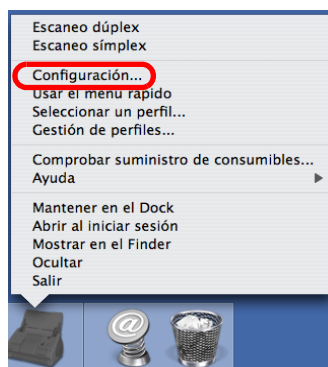 Escaneo dúplex
Escaneo símplex
Configuración...
Usar el menú rápido
Seleccionar un perfil...
Gestión de perfiles...
Comprobar suministro de consumibles...
Ayuda
Mantener en el Dock
Abrir al iniciar sesión
Mostrar en el Finder
Ocultar
Salir
@